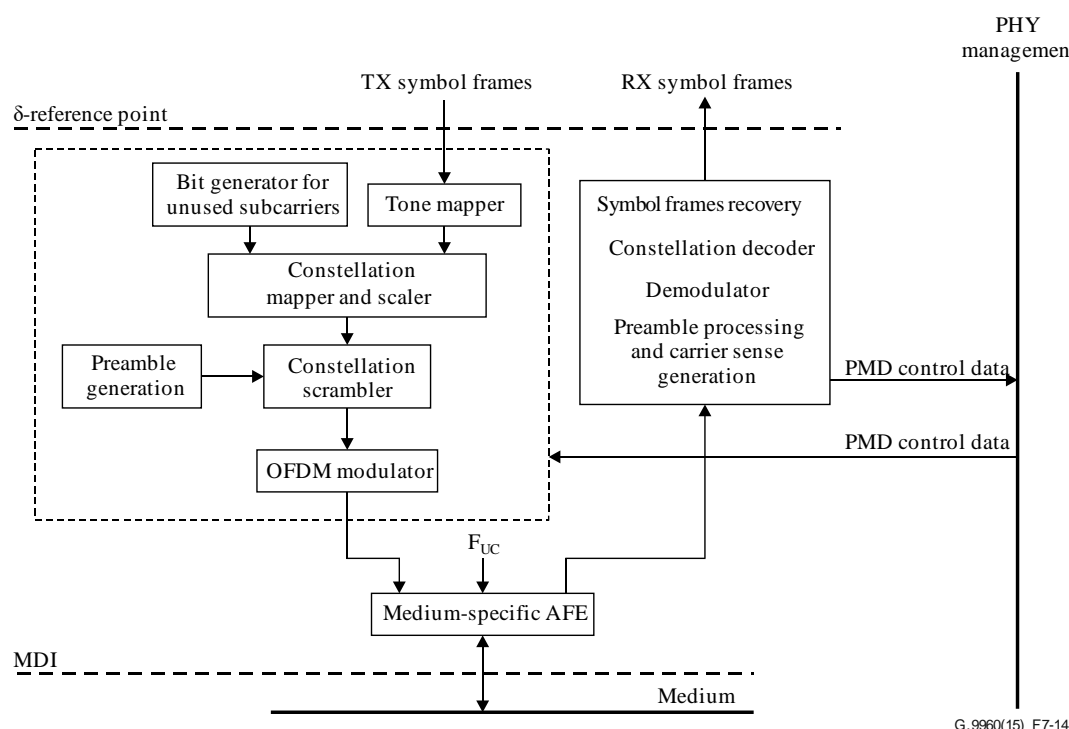 PHY
managemen
TX symbol frames
RX symbol frames
δ-reference point
Bit generator for
unused subcarriers
Tone mapper
Symbol frames recovery
Constellation decoder
Demodulator
Preamble processing
and carrier sense
generation
Constellation
mapper and scaler
Preamble
generation
Constellation
scrambler
PMD control data
PMD control data
OFDM modulator
F_UC
Medium-specific AFE
MDI
Medium
G.9960(15)_F7-14